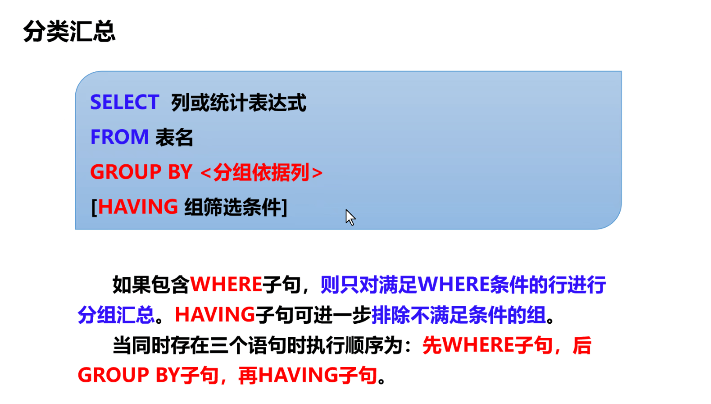 分类汇总
SELECT 列或统计表达式
FROM 表名
GROUP BY <分组依据列>
[HAVING 组筛选条件]
如果包含WHERE子句，则只对满足WHERE条件的行进行
分组汇总。HAVING子句可进一步排除不满足条件的组。
当同时存在三个语句时执行顺序为：先WHERE子句，后
GROUP BY子句，再HAVING子句。